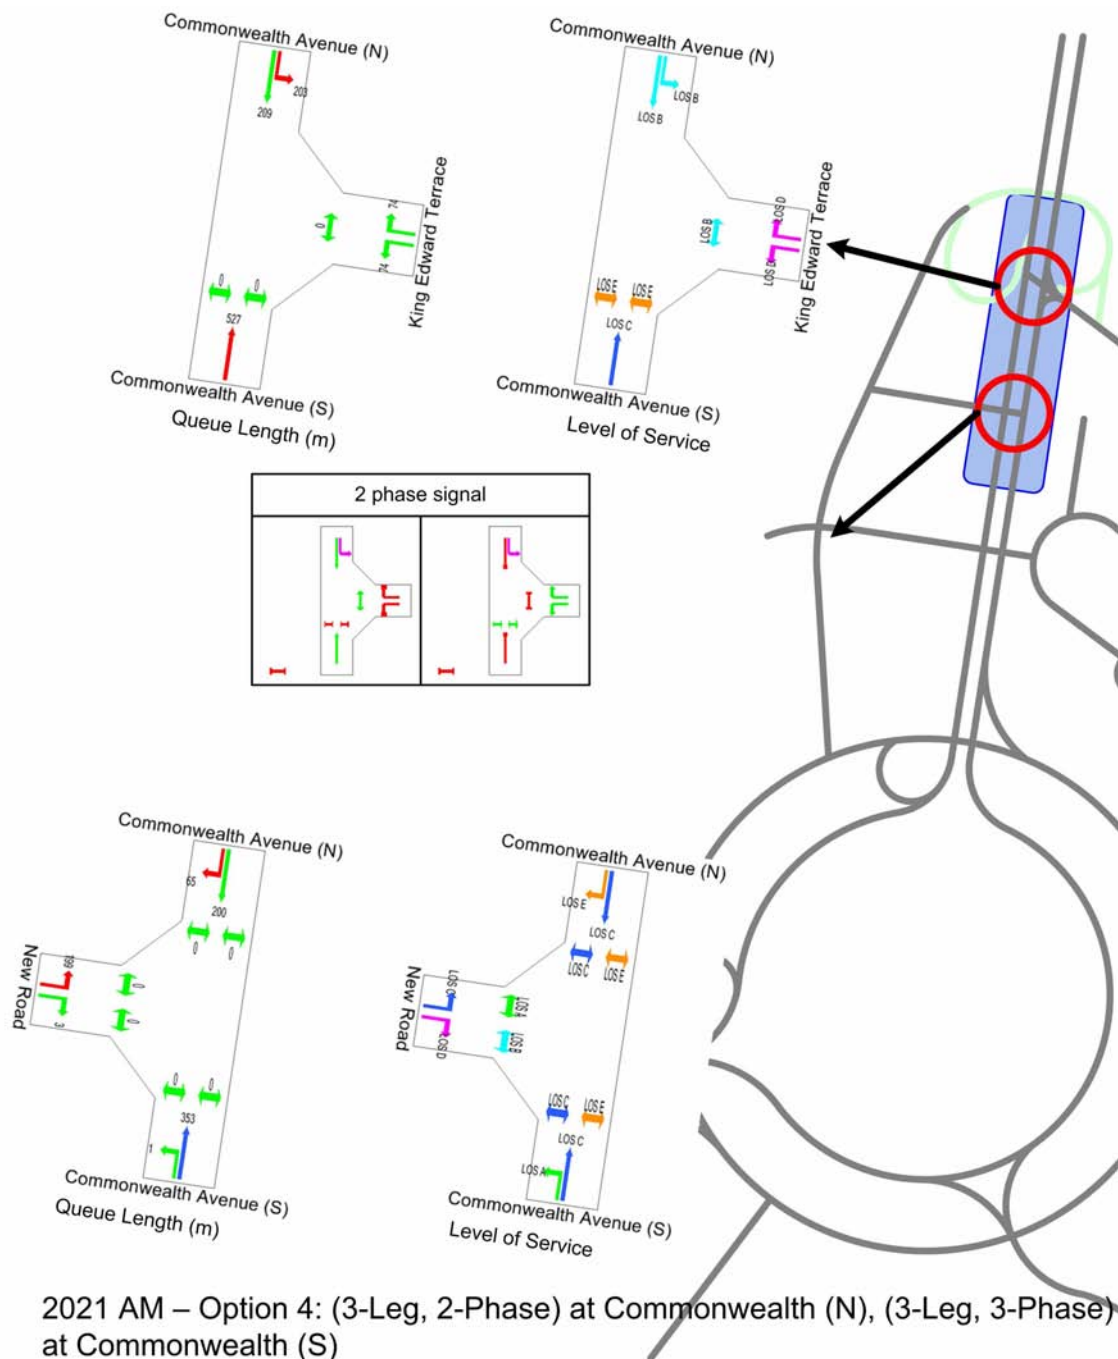 Commonwealth Avenue (N)
203
209
0
74
74
King Edward Terrace
0
0
527
Commonwealth Avenue (S)
Queue Length (m)
Commonwealth Avenue (N)
LOS B
LOS B
LOS B
LOS D
LOS D
King Edward Terrace
LOS E
LOS E
LOS C
Commonwealth Avenue (S)
Level of Service
2 phase signal
Commonwealth Avenue (N)
65
200
0
0
New Road
199
3
0
0
0
0
353
1
Commonwealth Avenue (S)
Queue Length (m)
Commonwealth Avenue (N)
LOS E
LOS C
LOS C
LOS E
New Road
LOS D
LOS A
LOS B
LOS C
LOS E
LOS C
LOS A
Commonwealth Avenue (S)
Level of Service
2021 AM – Option 4: (3-Leg, 2-Phase) at Commonwealth (N), (3-Leg, 3-Phase)
at Commonwealth (S)